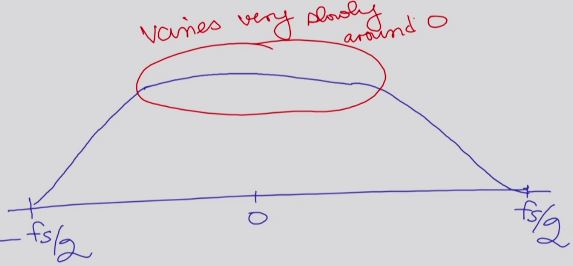 varies very slowly
around 0
0
- fs/2
fs/2